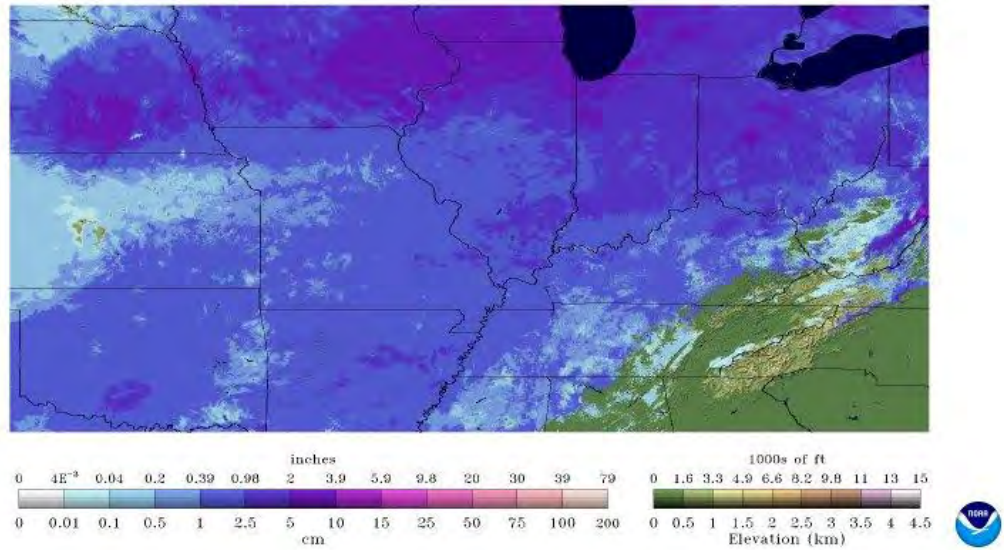 inches
0 4E⁻³ 0.04 0.2 0.39 0.98 2 3.9 5.9 9.8 20 30 39 79
0 0.01 0.1 0.5 1 2.5 5 10 15 25 50 75 100 200
cm
1000s of ft
0 1.6 3.3 4.9 6.6 8.2 9.8 11 13 15
0 0.5 1 1.5 2 2.5 3 3.5 4 4.5
Elevation (km)
NOAA